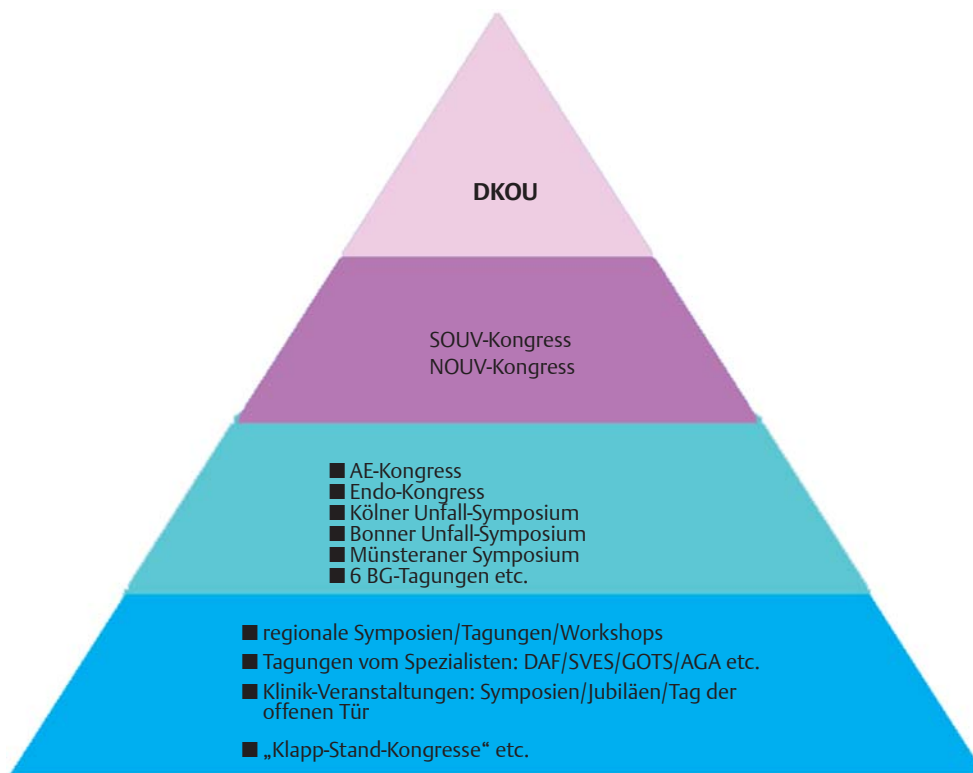 DKOU
SOUV-Kongress
NOUV-Kongress
■ AE-Kongress
■ Endo-Kongress
■ Kölner Unfall-Symposium
■ Bonner Unfall-Symposium
■ Münsteraner Symposium
■ 6 BG-Tagungen etc.
■ regionale Symposien/Tagungen/Workshops
■ Tagungen vom Spezialisten: DAF/SVES/GOTS/AGA etc.
■ Klinik-Veranstaltungen: Symposien/Jubiläen/Tag der
offenen Tür
■ „Klapp-Stand-Kongresse“ etc.